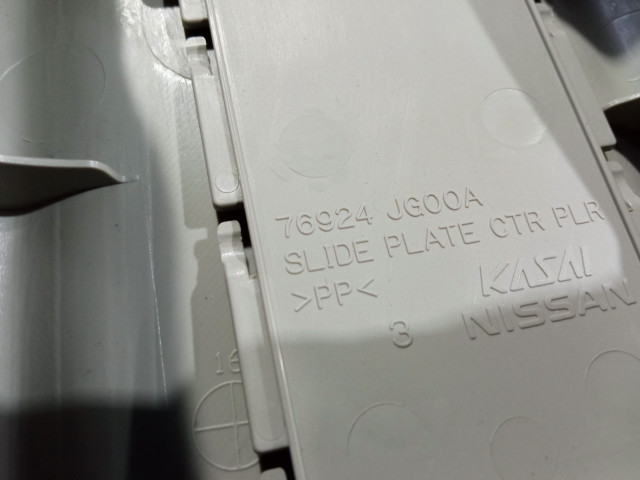 76924 JG00A
SLIDE PLATE CTR PLR
>PP<
KASAI
3 NISSAN
16